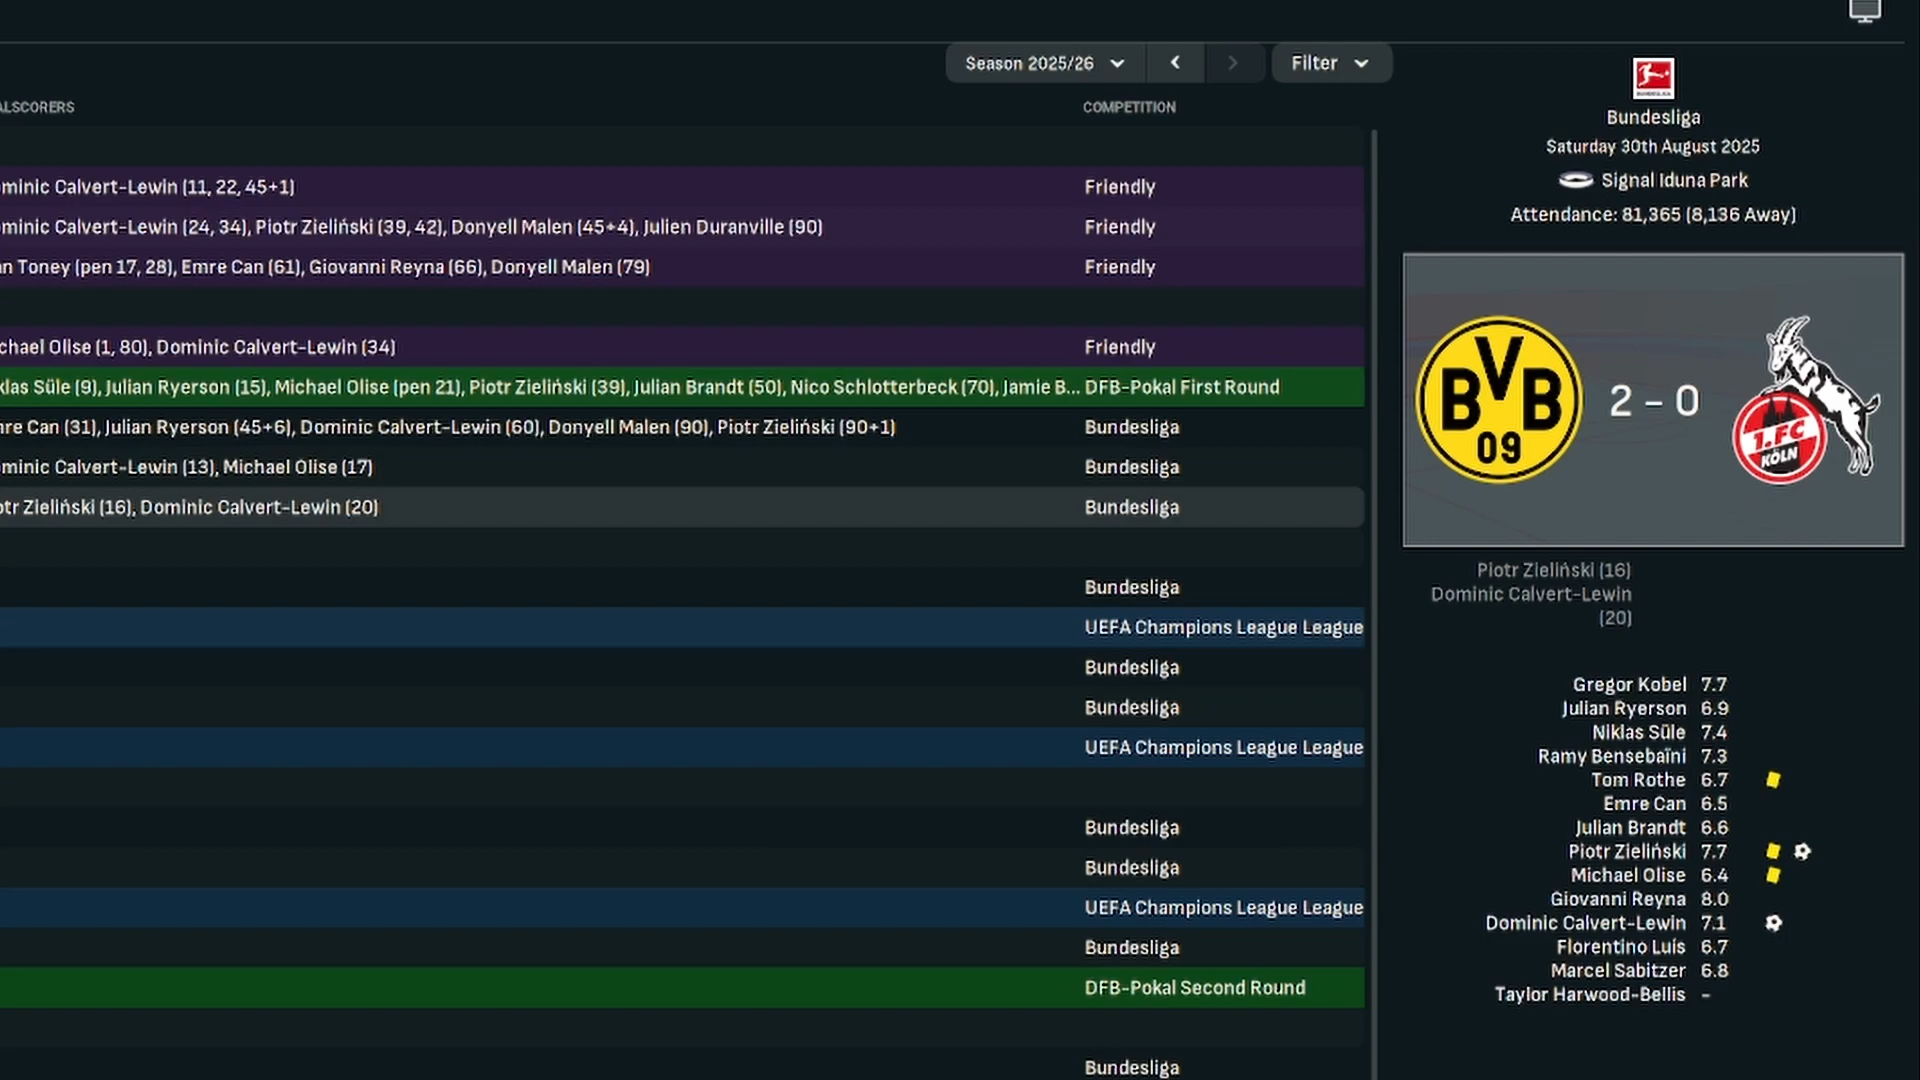 Season 2025/26
Filter
ALSCORERS
COMPETITION
minic Calvert-Lewin (11, 22, 45+1)
Friendly
minic Calvert-Lewin (24, 34), Piotr Zieliński (39, 42), Donyell Malen (45+4), Julien Duranville (90)
Friendly
n Toney (pen 17, 28), Emre Can (61), Giovanni Reyna (66), Donyell Malen (79)
Friendly
chael Olise (1, 80), Dominic Calvert-Lewin (34)
Friendly
klas Süle (9), Julian Ryerson (15), Michael Olise (pen 21), Piotr Zieliński (39), Julian Brandt (50), Nico Schlotterbeck (70), Jamie B...
DFB-Pokal First Round
re Can (31), Julian Ryerson (45+6), Dominic Calvert-Lewin (60), Donyell Malen (90), Piotr Zieliński (90+1)
Bundesliga
minic Calvert-Lewin (13), Michael Olise (17)
Bundesliga
tr Zieliński (16), Dominic Calvert-Lewin (20)
Bundesliga
Bundesliga
UEFA Champions League League
Bundesliga
Bundesliga
UEFA Champions League League
Bundesliga
Bundesliga
UEFA Champions League League
Bundesliga
DFB-Pokal Second Round
Bundesliga
Bundesliga
Saturday 30th August 2025
Signal Iduna Park
Attendance: 81,365 (8,136 Away)
BVB
09
2 - 0
1.FC
KÖLN
Piotr Zieliński (16)
Dominic Calvert-Lewin
(20)
Gregor Kobel 7.7
Julian Ryerson 6.9
Niklas Süle 7.4
Ramy Bensebaïni 7.3
Tom Rothe 6.7
Emre Can 6.5
Julian Brandt 6.6
Piotr Zieliński 7.7
Michael Olise 6.4
Giovanni Reyna 8.0
Dominic Calvert-Lewin 7.1
Florentino Luís 6.7
Marcel Sabitzer 6.8
Taylor Harwood-Bellis -